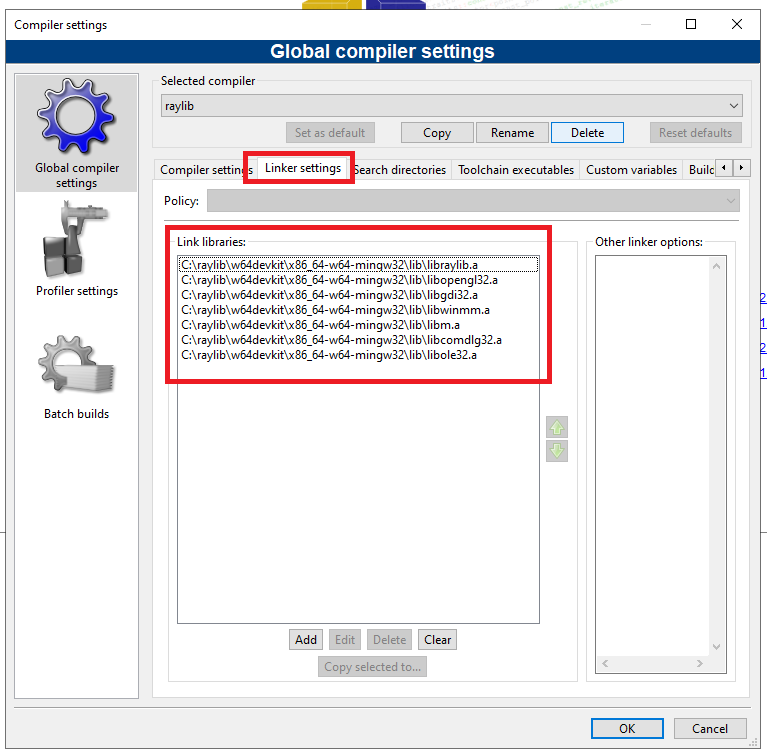 Compiler settings
Global compiler settings
Global compiler
settings
Profiler settings
Batch builds
Selected compiler
raylib
Set as default
Copy
Rename
Delete
Reset defaults
Compiler settings
Linker settings
Search directories
Toolchain executables
Custom variables
Build
Policy:
Link libraries:
C:\raylib\w64devkit\x86_64-w64-mingw32\lib\libraylib.a
C:\raylib\w64devkit\x86_64-w64-mingw32\lib\libopengl32.a
C:\raylib\w64devkit\x86_64-w64-mingw32\lib\libgdi32.a
C:\raylib\w64devkit\x86_64-w64-mingw32\lib\libwinmm.a
C:\raylib\w64devkit\x86_64-w64-mingw32\lib\libm.a
C:\raylib\w64devkit\x86_64-w64-mingw32\lib\libcomdlg32.a
C:\raylib\w64devkit\x86_64-w64-mingw32\lib\libole32.a
Other linker options:
Add
Edit
Delete
Clear
Copy selected to...
2
1
2
1
OK
Cancel